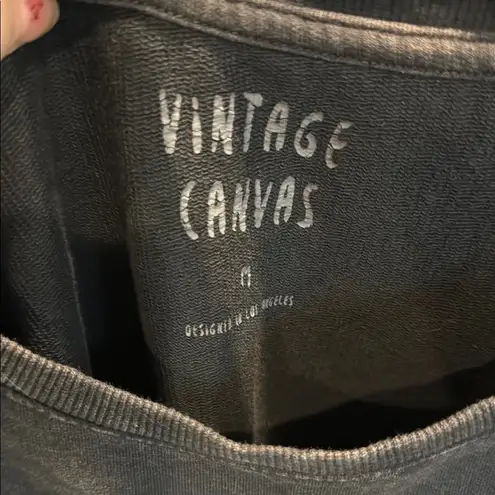 ViNTAGE
CANVAS
M
DESIGNED IN LOS ANGELES